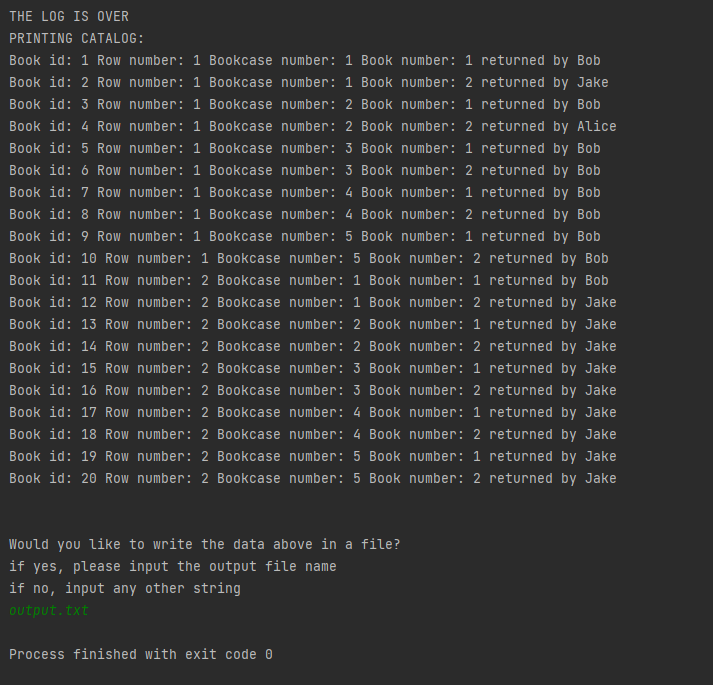 THE LOG IS OVER
PRINTING CATALOG:
Book id: 1 Row number: 1 Bookcase number: 1 Book number: 1 returned by Bob
Book id: 2 Row number: 1 Bookcase number: 1 Book number: 2 returned by Jake
Book id: 3 Row number: 1 Bookcase number: 2 Book number: 1 returned by Bob
Book id: 4 Row number: 1 Bookcase number: 2 Book number: 2 returned by Alice
Book id: 5 Row number: 1 Bookcase number: 3 Book number: 1 returned by Bob
Book id: 6 Row number: 1 Bookcase number: 3 Book number: 2 returned by Bob
Book id: 7 Row number: 1 Bookcase number: 4 Book number: 1 returned by Bob
Book id: 8 Row number: 1 Bookcase number: 4 Book number: 2 returned by Bob
Book id: 9 Row number: 1 Bookcase number: 5 Book number: 1 returned by Bob
Book id: 10 Row number: 1 Bookcase number: 5 Book number: 2 returned by Bob
Book id: 11 Row number: 2 Bookcase number: 1 Book number: 1 returned by Bob
Book id: 12 Row number: 2 Bookcase number: 1 Book number: 2 returned by Jake
Book id: 13 Row number: 2 Bookcase number: 2 Book number: 1 returned by Jake
Book id: 14 Row number: 2 Bookcase number: 2 Book number: 2 returned by Jake
Book id: 15 Row number: 2 Bookcase number: 3 Book number: 1 returned by Jake
Book id: 16 Row number: 2 Bookcase number: 3 Book number: 2 returned by Jake
Book id: 17 Row number: 2 Bookcase number: 4 Book number: 1 returned by Jake
Book id: 18 Row number: 2 Bookcase number: 4 Book number: 2 returned by Jake
Book id: 19 Row number: 2 Bookcase number: 5 Book number: 1 returned by Jake
Book id: 20 Row number: 2 Bookcase number: 5 Book number: 2 returned by Jake
Would you like to write the data above in a file?
if yes, please input the output file name
if no, input any other string
output.txt
Process finished with exit code 0